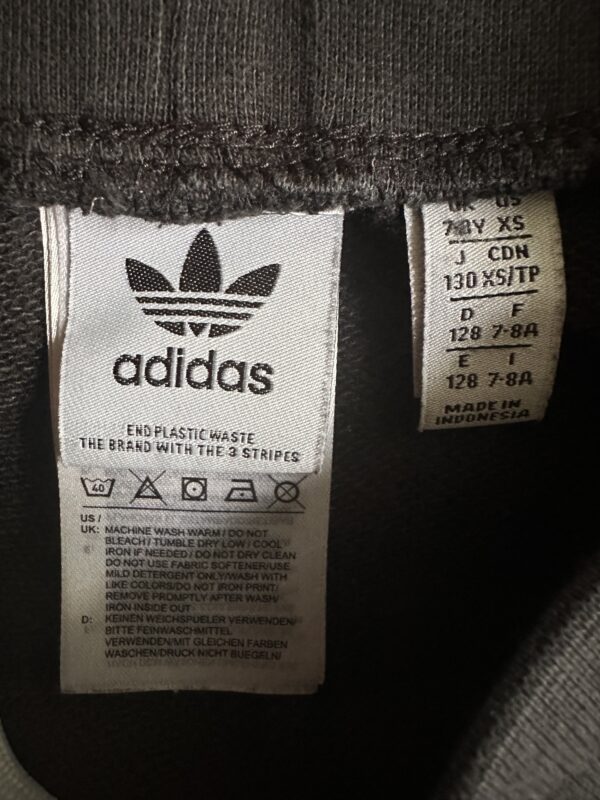 adidas
END PLASTIC WASTE
THE BRAND WITH THE 3 STRIPES
40
US /
UK: MACHINE WASH WARM / DO NOT
BLEACH / TUMBLE DRY LOW / COOL
IRON IF NEEDED / DO NOT DRY CLEAN
DO NOT USE FABRIC SOFTENER/USE
MILD DETERGENT ONLY/WASH WITH
LIKE COLORS/DO NOT IRON PRINT/
REMOVE PROMPTLY AFTER WASH/
IRON INSIDE OUT
D: KEINEN WEICHSPUELER VERWENDEN/
BITTE FEINWASCHMITTEL
VERWENDEN/MIT GLEICHEN FARBEN
WASCHEN/DRUCK NICHT BUEGELN/
UK US
7-8Y XS
J CDN
130 XS/TP
D F
128 7-8A
E I
128 7-8A
MADE IN
INDONESIA